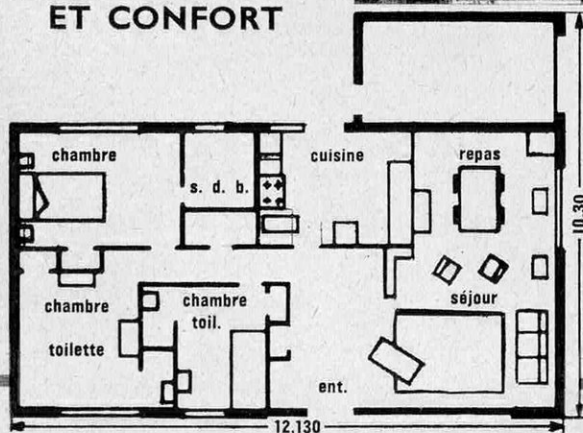 ET CONFORT
chambre
s. d. b.
cuisine
repas
10,30
chambre
toilette
chambre
toil.
séjour
ent.
12,130